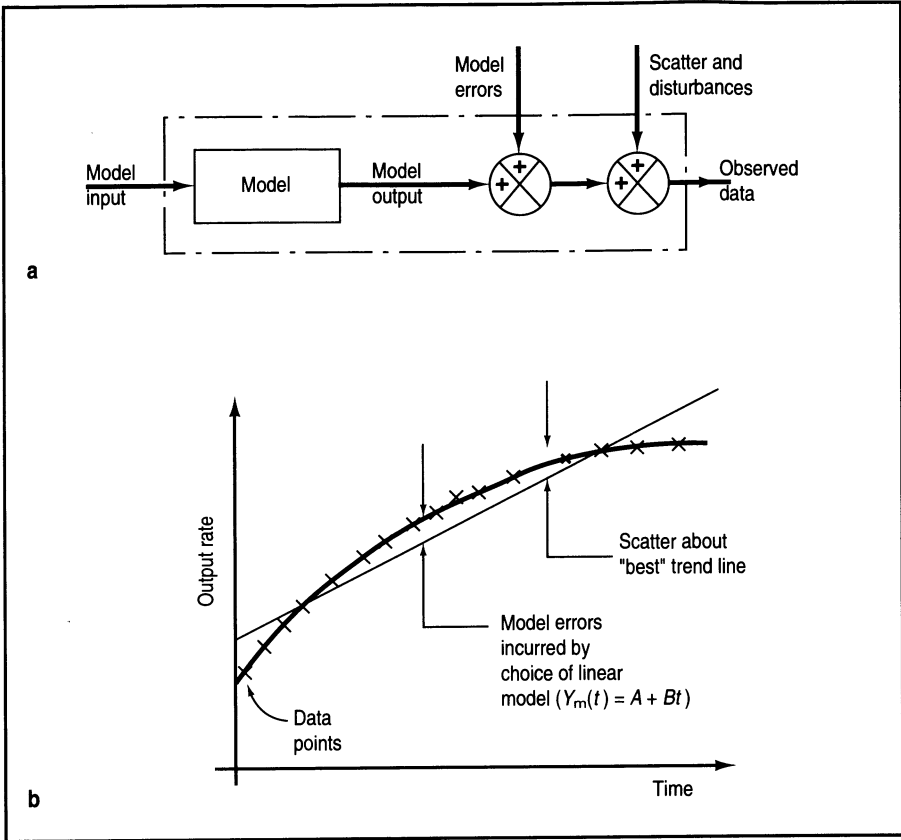 Model
errors
Scatter and
disturbances
Model
input
Model
Model
output
+
+
+
+
Observed
data
a
Output rate
Scatter about
"best" trend line
Model errors
incurred by
choice of linear
model (Ym(t) = A + Bt)
Data
points
Time
b